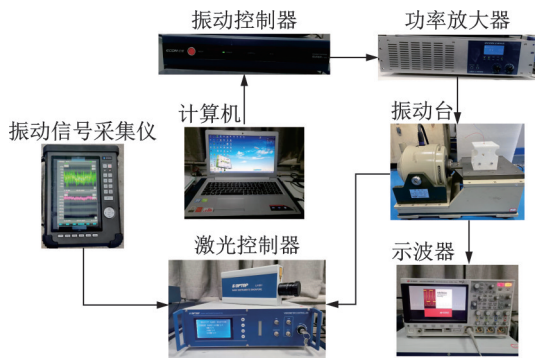 振动控制器
功率放大器
计算机
振动台
振动信号采集仪
激光控制器
示波器